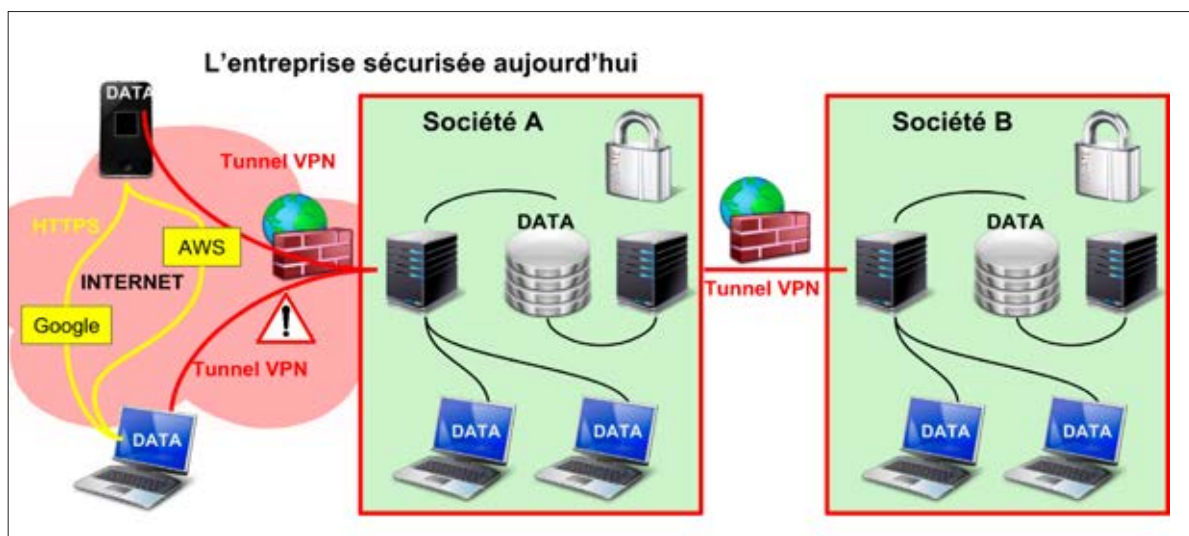 L'entreprise sécurisée aujourd'hui
DATA
Tunnel VPN
HTTPS
AWS
INTERNET
Google
Tunnel VPN
DATA
Société A
DATA
DATA
DATA
Tunnel VPN
Société B
DATA
DATA
DATA